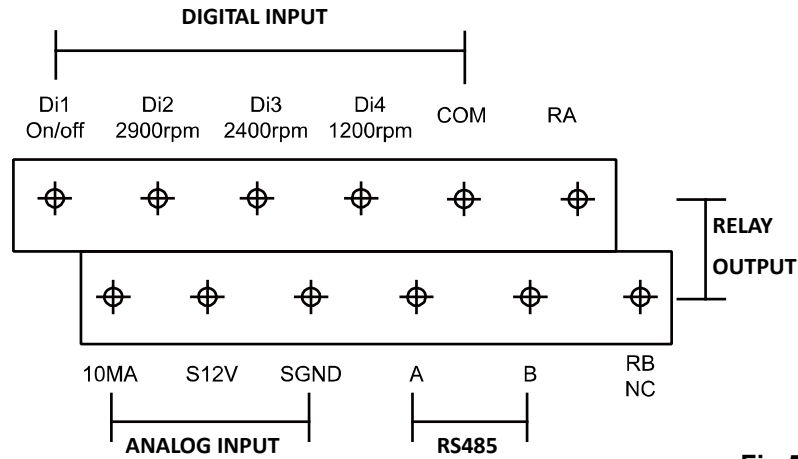 DIGITAL INPUT
Di1 Di2 Di3 Di4 COM RA
On/off 2900rpm 2400rpm 1200rpm
RELAY
OUTPUT
10MA S12V SGND A B RB
NC
ANALOG INPUT RS485